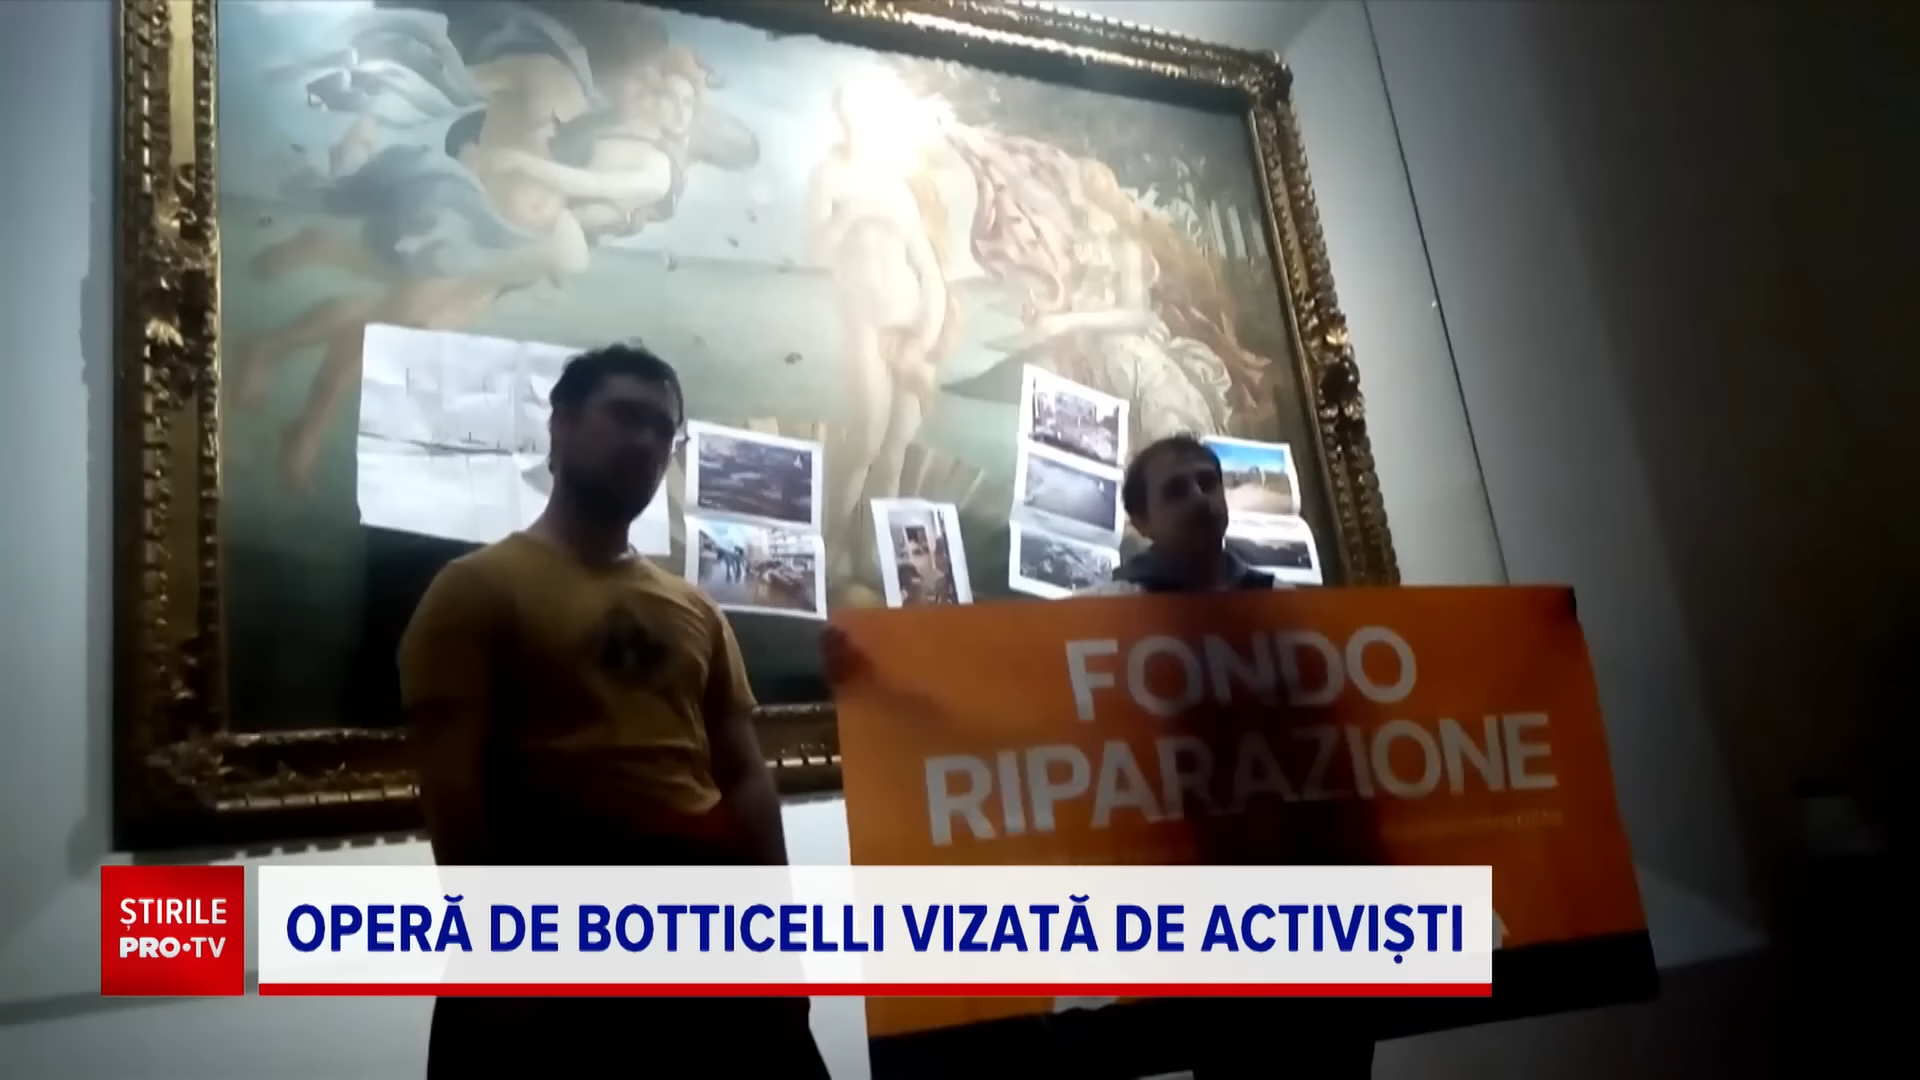 FONDO
RIPARAZIONE
ȘTIRILE
PRO•TV
OPERĂ DE BOTTICELLI VIZATĂ DE ACTIVIȘTI